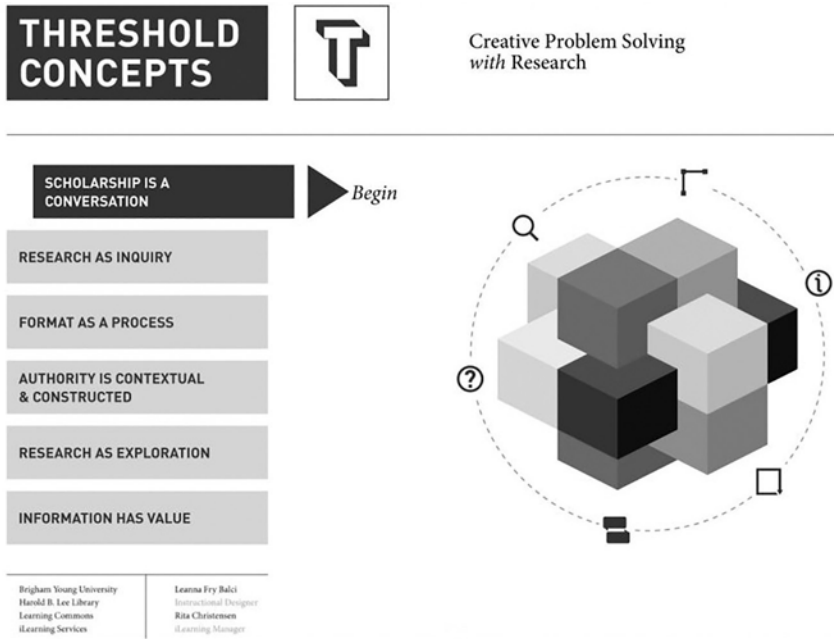 THRESHOLD
CONCEPTS
T
Creative Problem Solving
with Research
SCHOLARSHIP IS A
CONVERSATION
Begin
RESEARCH AS INQUIRY
FORMAT AS A PROCESS
AUTHORITY IS CONTEXTUAL
& CONSTRUCTED
RESEARCH AS EXPLORATION
INFORMATION HAS VALUE
i
?
Brigham Young University
Harold B. Lee Library
Learning Commons
iLearning Services
Leanna Fry Balci
Instructional Designer
Rita Christensen
iLearning Manager